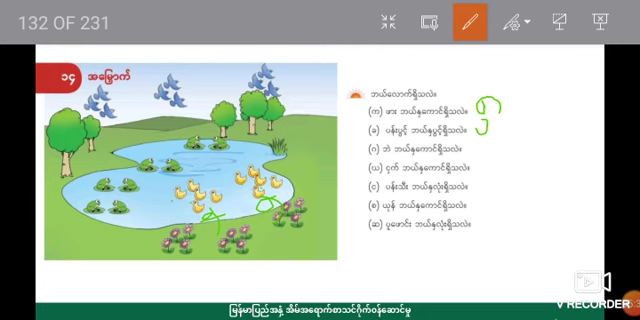 132 OF 231
၁၄ အမြှောက်
ဘယ်လောက်ရှိသလဲ။
(က) ဖား ဘယ်နှကောင်ရှိသလဲ။
(ခ) ပန်းပွင့် ဘယ်နှပွင့်ရှိသလဲ။
(ဂ) ဘဲ ဘယ်နှကောင်ရှိသလဲ။
(ဃ) ငှက် ဘယ်နှကောင်ရှိသလဲ။
(င) ပန်းသီး ဘယ်နှလုံးရှိသလဲ။
(စ) ယုန် ဘယ်နှကောင်ရှိသလဲ။
(ဆ) ပူဖောင်း ဘယ်နှလုံးရှိသလဲ။
V RECORDER
မြန်မာပြည်အနှံ့ အိမ်အရောက်စာသင်ဝိုက်ဝန်ဆောင်မှု